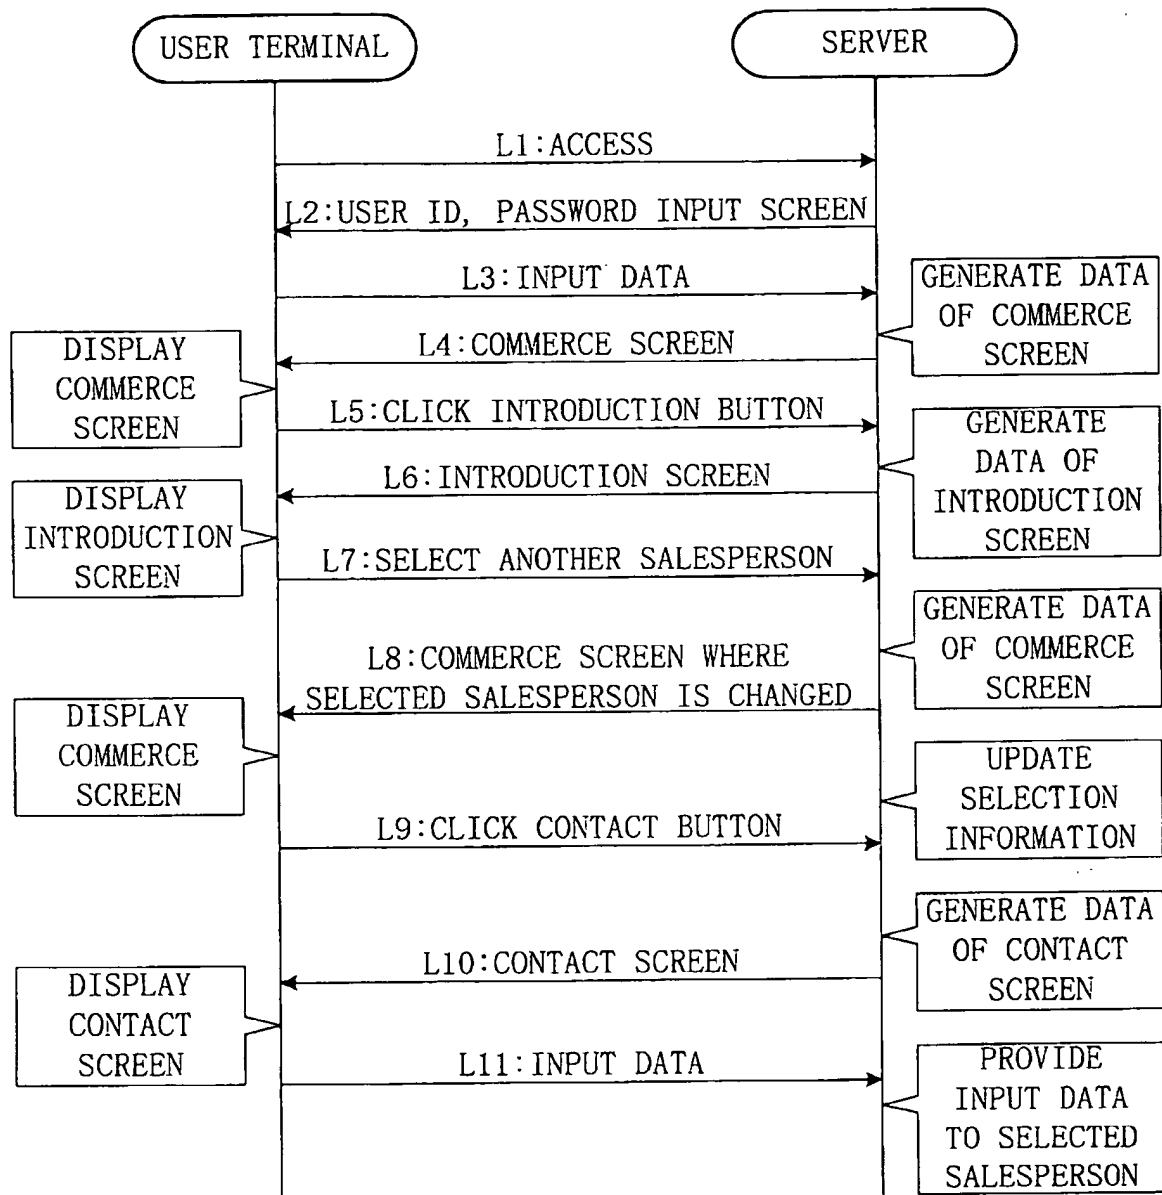 USER TERMINAL
SERVER
L1:ACCESS
L2:USER ID, PASSWORD INPUT SCREEN
L3:INPUT DATA
GENERATE DATA
OF COMMERCE
SCREEN
L4:COMMERCE SCREEN
DISPLAY
COMMERCE
SCREEN
L5:CLICK INTRODUCTION BUTTON
GENERATE
DATA OF
INTRODUCTION
SCREEN
L6:INTRODUCTION SCREEN
DISPLAY
INTRODUCTION
SCREEN
L7:SELECT ANOTHER SALESPERSON
GENERATE DATA
OF COMMERCE
SCREEN
L8:COMMERCE SCREEN WHERE
SELECTED SALESPERSON IS CHANGED
DISPLAY
COMMERCE
SCREEN
UPDATE
SELECTION
INFORMATION
L9:CLICK CONTACT BUTTON
GENERATE DATA
OF CONTACT
SCREEN
L10:CONTACT SCREEN
DISPLAY
CONTACT
SCREEN
L11:INPUT DATA
PROVIDE
INPUT DATA
TO SELECTED
SALESPERSON